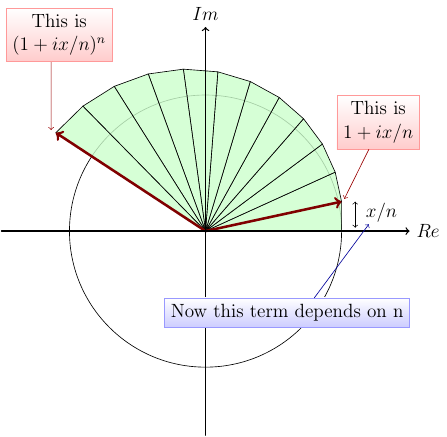 Im
This is
(1 + ix/n)ⁿ
This is
1 + ix/n
x/n
Re
Now this term depends on n